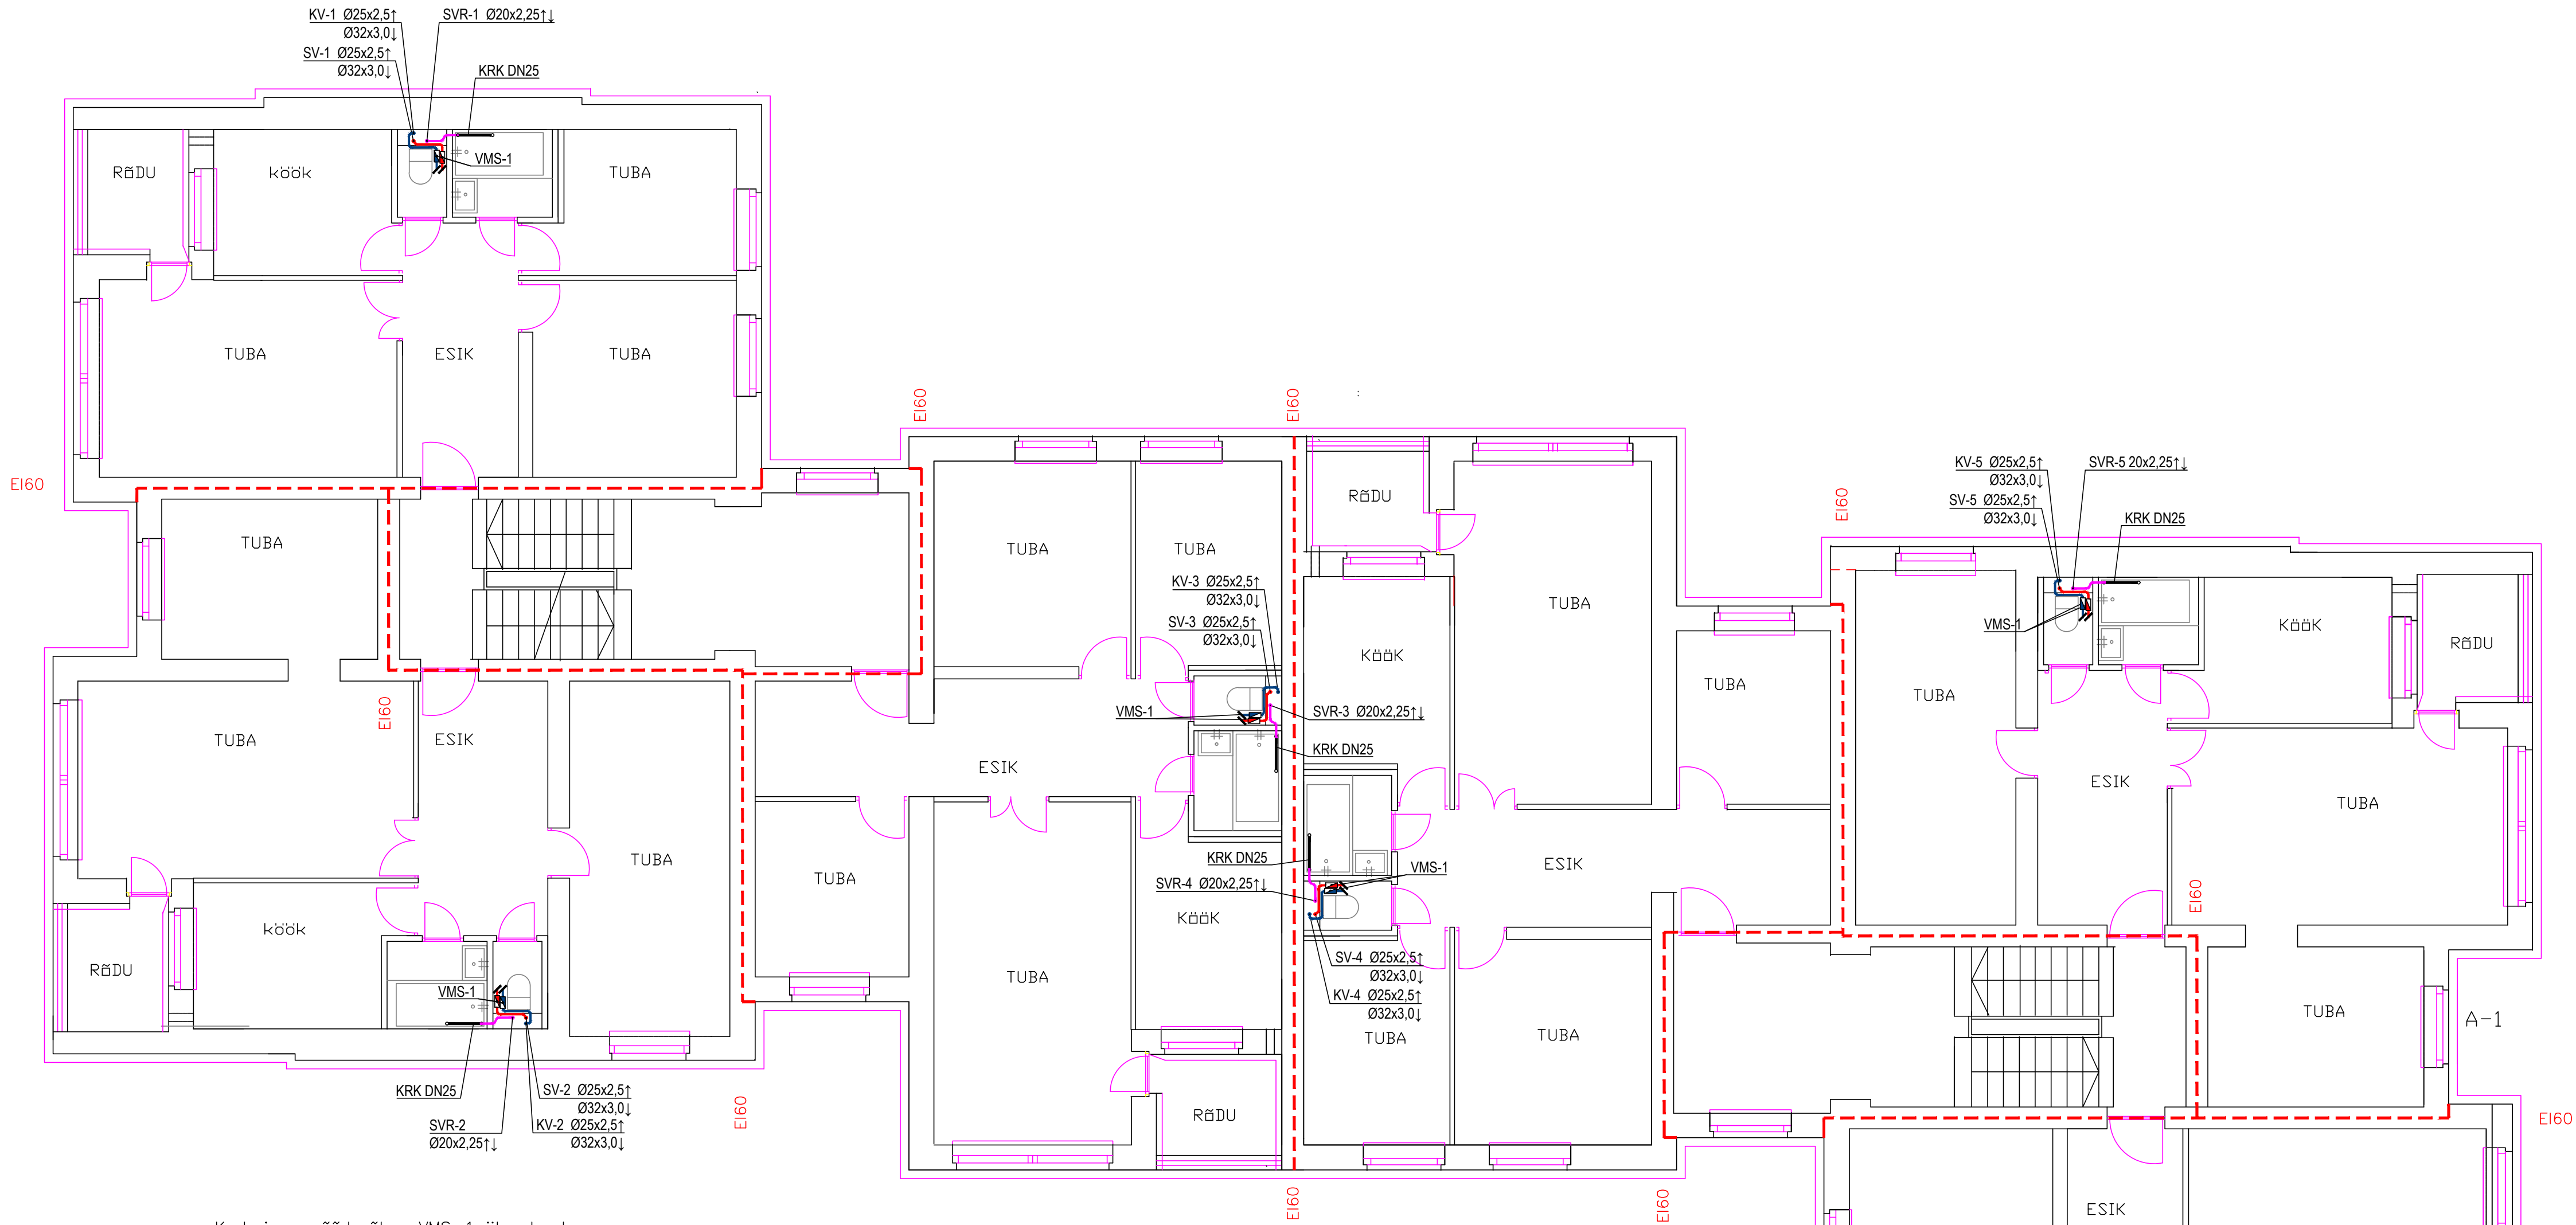 KV-1 Ø25x2,5↑
Ø32x3,0↓
SVR-1 Ø20x2,25↑↓
SV-1 Ø25x2,5↑
Ø32x3,0↓
KRK DN25
VMS-1
RõDU
KÖÖK
TUBA
TUBA
ESIK
TUBA
EI60
EI60
EI60
EI60
KV-5 Ø25x2,5↑
Ø32x3,0↓
SVR-5 20x2,25↑↓
SV-5 Ø25x2,5↑
Ø32x3,0↓
KRK DN25
VMS-1
KÖÖK
RõDU
TUBA
TUBA
TUBA
KV-3 Ø25x2,5↑
Ø32x3,0↓
SV-3 Ø25x2,5↑
Ø32x3,0↓
VMS-1
SVR-3 Ø20x2,25↑↓
KRK DN25
RõDU
TUBA
KÖÖK
TUBA
TUBA
ESIK
TUBA
EI60
TUBA
ESIK
ESIK
TUBA
TUBA
TUBA
KRK DN25
VMS-1
SVR-4 Ø20x2,25↑↓
ESIK
EI60
KÖÖK
RõDU
KÖÖK
SV-4 Ø25x2,5↑
Ø32x3,0↓
KV-4 Ø25x2,5↑
Ø32x3,0↓
VMS-1
TUBA
TUBA
TUBA
TUBA
A-1
KRK DN25
SV-2 Ø25x2,5↑
Ø32x3,0↓
SVR-2
Ø20x2,25↑↓
KV-2 Ø25x2,5↑
Ø32x3,0↓
EI60
RõDU
EI60
EI60
EI60
ESIK